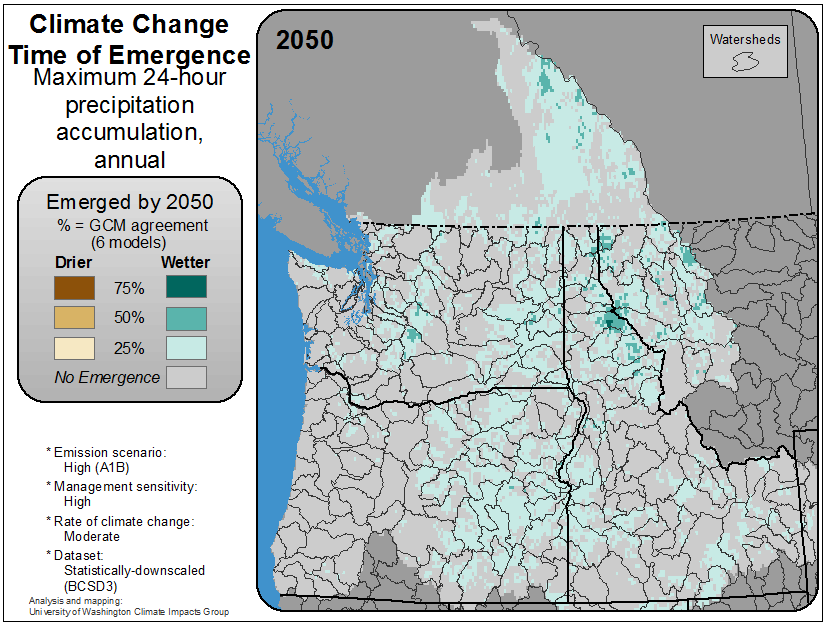 Climate Change
Time of Emergence
Maximum 24-hour
precipitation
accumulation,
annual
Emerged by 2050
% = GCM agreement
(6 models)
Drier Wetter
75%
50%
25%
No Emergence
* Emission scenario:
High (A1B)
* Management sensitivity:
High
* Rate of climate change:
Moderate
* Dataset:
Statistically-downscaled
(BCSD3)
Analysis and mapping:
University of Washington Climate Impacts Group
2050
Watersheds